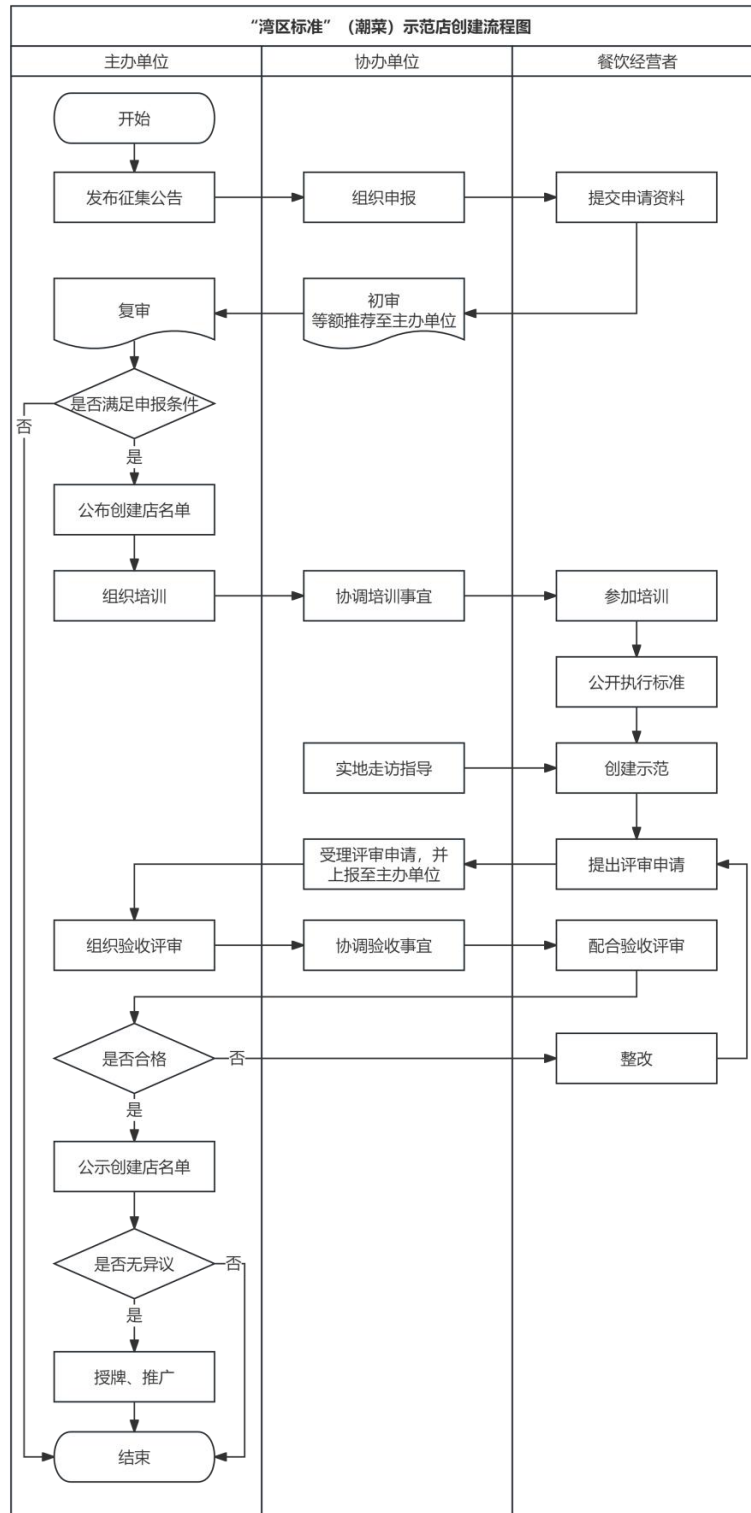 “湾区标准”（潮菜）示范店创建流程图
主办单位
协办单位
餐饮经营者
开始
发布征集公告
组织申报
提交申请资料
复审
初审
等额推荐至主办单位
是否满足申报条件
否
是
公布创建店名单
组织培训
协调培训事宜
参加培训
公开执行标准
实地走访指导
创建示范
受理评审申请，并
上报至主办单位
提出评审申请
组织验收评审
协调验收事宜
配合验收评审
是否合格
否
整改
是
公示创建店名单
是否无异议
否
是
授牌、推广
结束